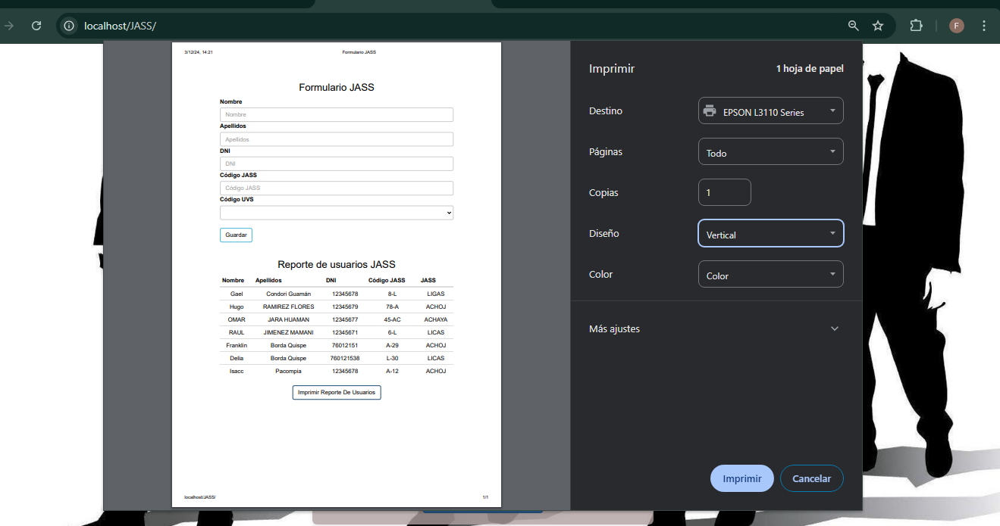 localhost/JASS/
F
3/12/24, 14:21
Formulario JASS
Formulario JASS
Nombre
Nombre
Apellidos
Apellidos
DNI
DNI
Código JASS
Código JASS
Código UVS
Guardar
Reporte de usuarios JASS
Nombre Apellidos DNI Código JASS JASS
Gael Condori Guamán 12345678 8-L LIGAS
Hugo RAMIREZ FLORES 12345679 78-A ACHOJ
OMAR JARA HUAMAN 12345677 45-AC ACHAYA
RAUL JIMENEZ MAMANI 12345671 6-L LICAS
Franklin Borda Quispe 76012151 A-29 ACHOJ
Delia Borda Quispe 760121538 L-30 LICAS
Isacc Pacompia 12345678 A-12 ACHOJ
Imprimir Reporte De Usuarios
localhost/JASS/
1/1
Imprimir
1 hoja de papel
Destino
EPSON L3110 Series
Páginas
Todo
Copias
1
Diseño
Vertical
Color
Color
Más ajustes
Imprimir
Cancelar